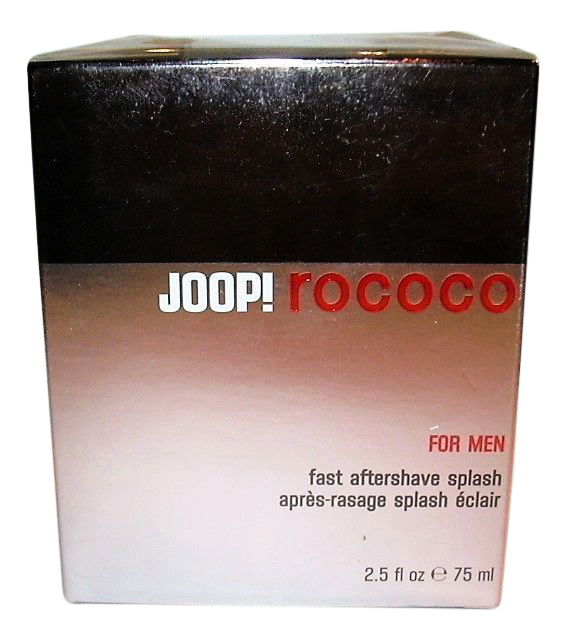 JOOP! rococo
FOR MEN
fast aftershave splash
après-rasage splash éclair
2.5 fl oz ℮ 75 ml